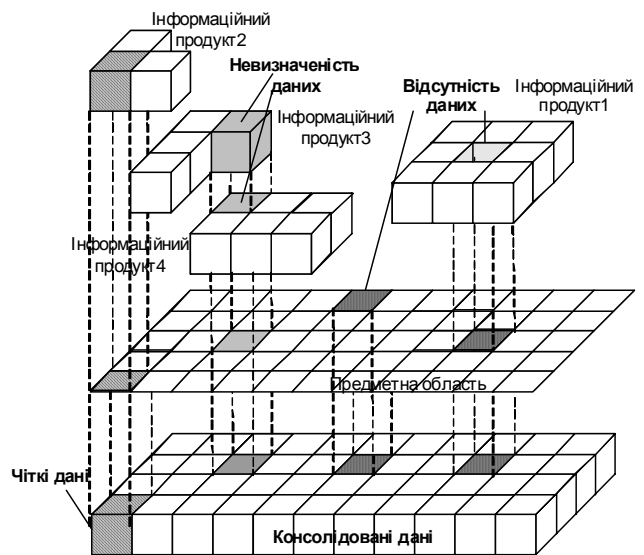 Інформаційний
продукт2
Невизначеність
даних
Відсутність
даних
Інформаційний
продукт1
Інформаційний
продукт3
Інформаційний
продукт4
Предметна область
Чіткі дані
Консолідовані дані